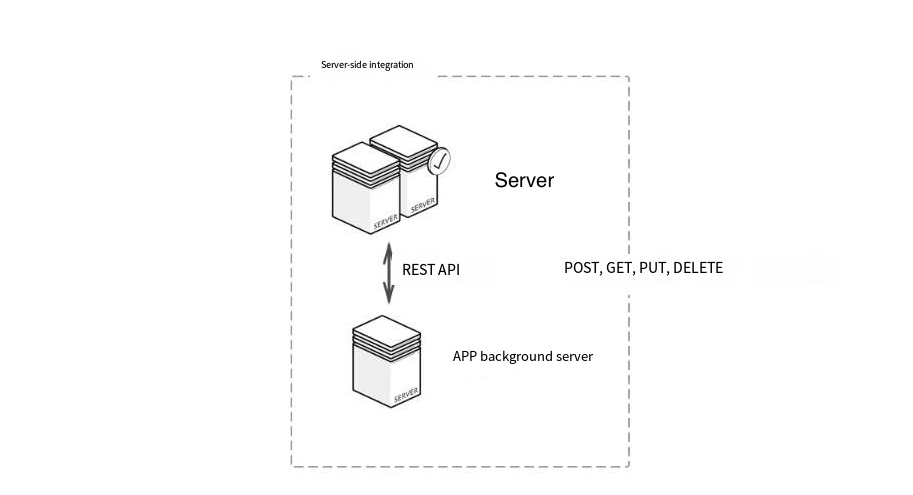 Server-side integration
SERVER
SERVER
Server
REST API
POST, GET, PUT, DELETE
APP background server
SERVER